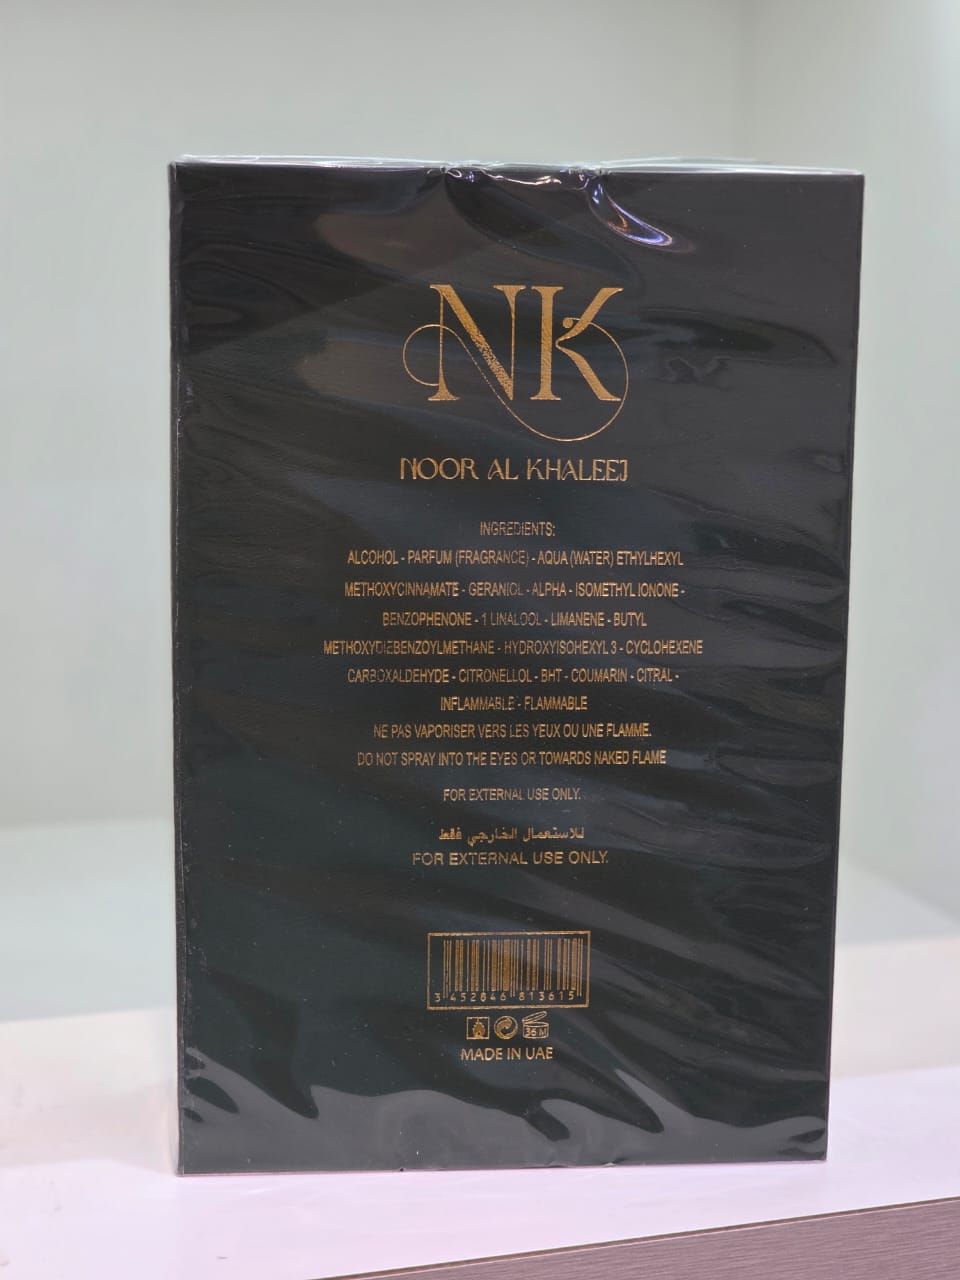 NK
NOOR AL KHALEEJ
INGREDIENTS:
ALCOHOL - PARFUM (FRAGRANCE) - AQUA (WATER) ETHYLHEXYL
METHOXYCINNAMATE - GERANIOL - ALPHA - ISOMETHYL IONONE -
BENZOPHENONE - 1 LINALOOL - LIMANENE - BUTYL
METHOXYDIEBENZOYLMETHANE - HYDROXYISOHEXYL 3 - CYCLOHEXENE
CARBOXALDEHYDE - CITRONELLOL - BHT - COUMARIN - CITRAL -
INFLAMMABLE - FLAMMABLE
NE PAS VAPORISER VERS LES YEUX OU UNE FLAMME.
DO NOT SPRAY INTO THE EYES OR TOWARDS NAKED FLAME
FOR EXTERNAL USE ONLY.
للاستعمال الخارجي فقط
FOR EXTERNAL USE ONLY.
3 452846 813615
36 M
MADE IN UAE